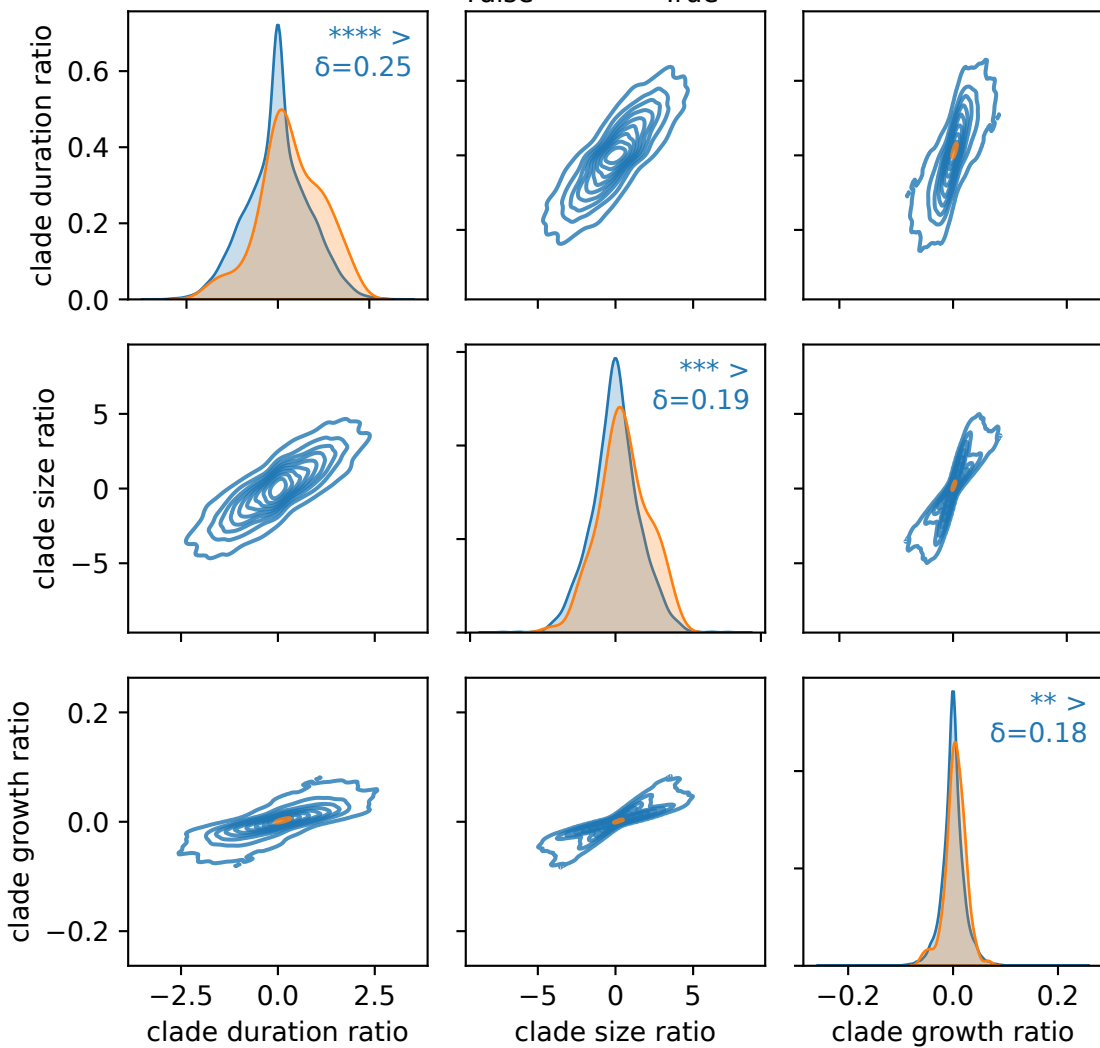 clade duration ratio
0.6
0.4
0.2
0.0
**** >
δ=0.25
clade size ratio
5
0
−5
*** >
δ=0.19
clade growth ratio
0.2
0.0
−0.2
** >
δ=0.18
−2.5 0.0 2.5
−5 0 5
−0.2 0.0 0.2
clade duration ratio
clade size ratio
clade growth ratio